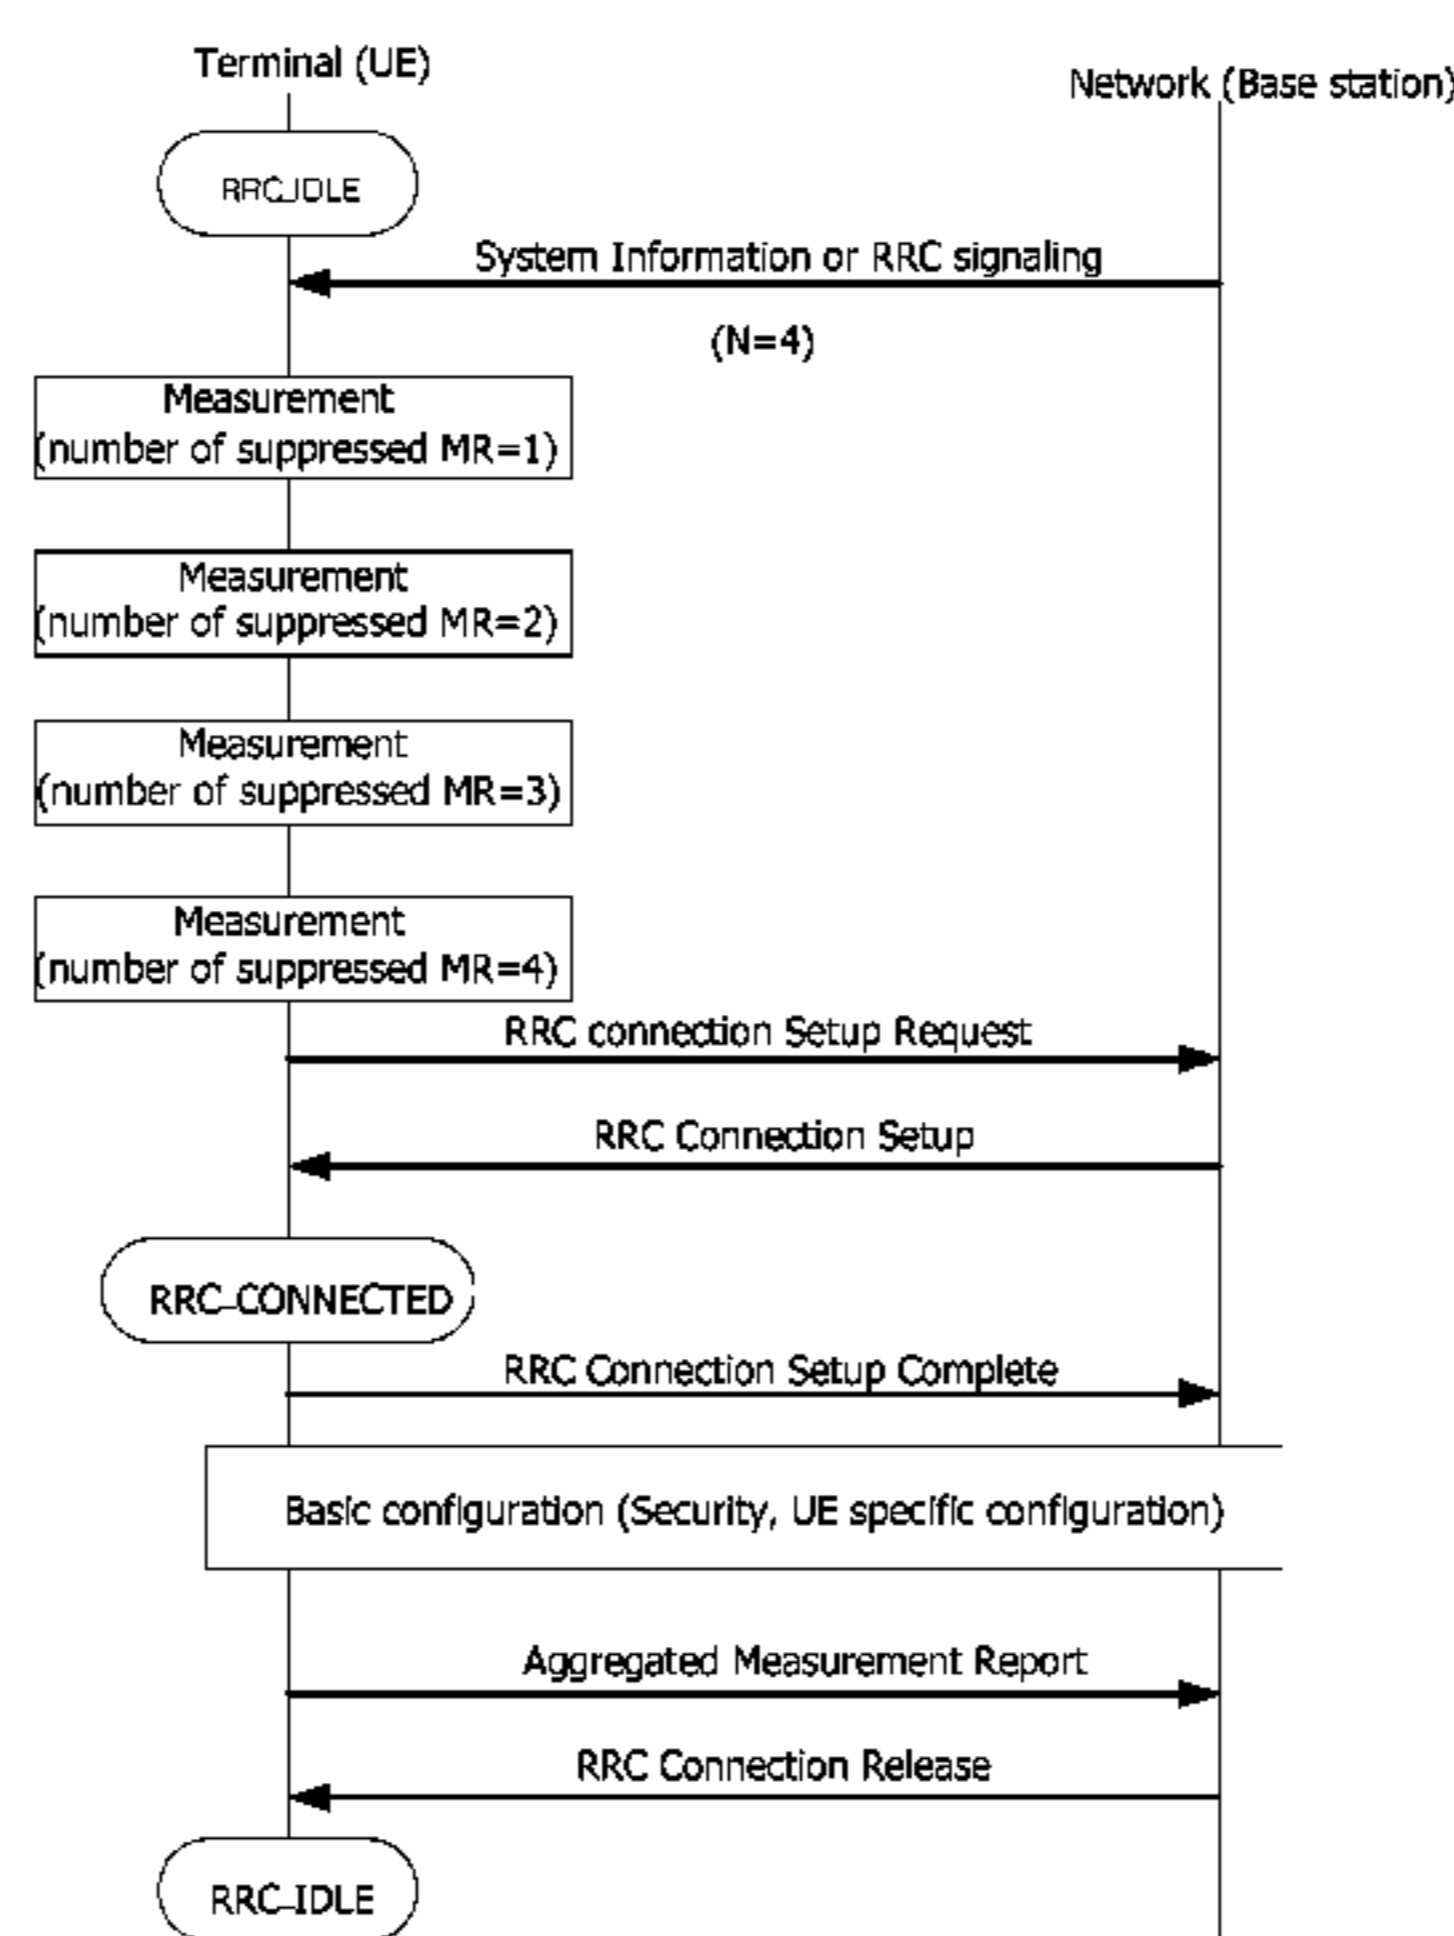 Terminal (UE)
Network (Base station)
RRC_IDLE
System Information or RRC signaling
(N=4)
Measurement
(number of suppressed MR=1)
Measurement
(number of suppressed MR=2)
Measurement
(number of suppressed MR=3)
Measurement
(number of suppressed MR=4)
RRC connection Setup Request
RRC Connection Setup
RRC_CONNECTED
RRC Connection Setup Complete
Basic configuration (Security, UE specific configuration)
Aggregated Measurement Report
RRC Connection Release
RRC_IDLE